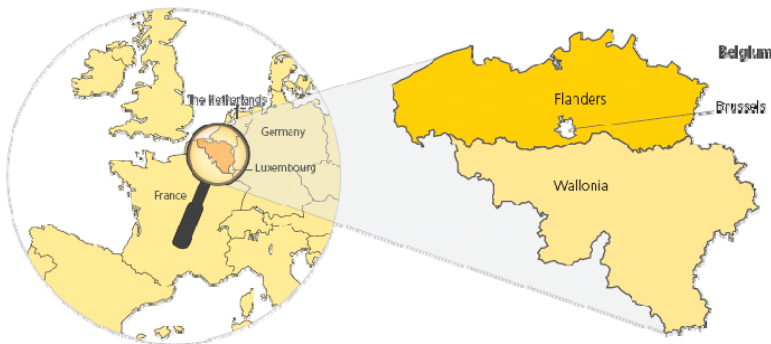 The Netherlands
Germany
Luxembourg
France
Belgium
Flanders
Brussels
Wallonia